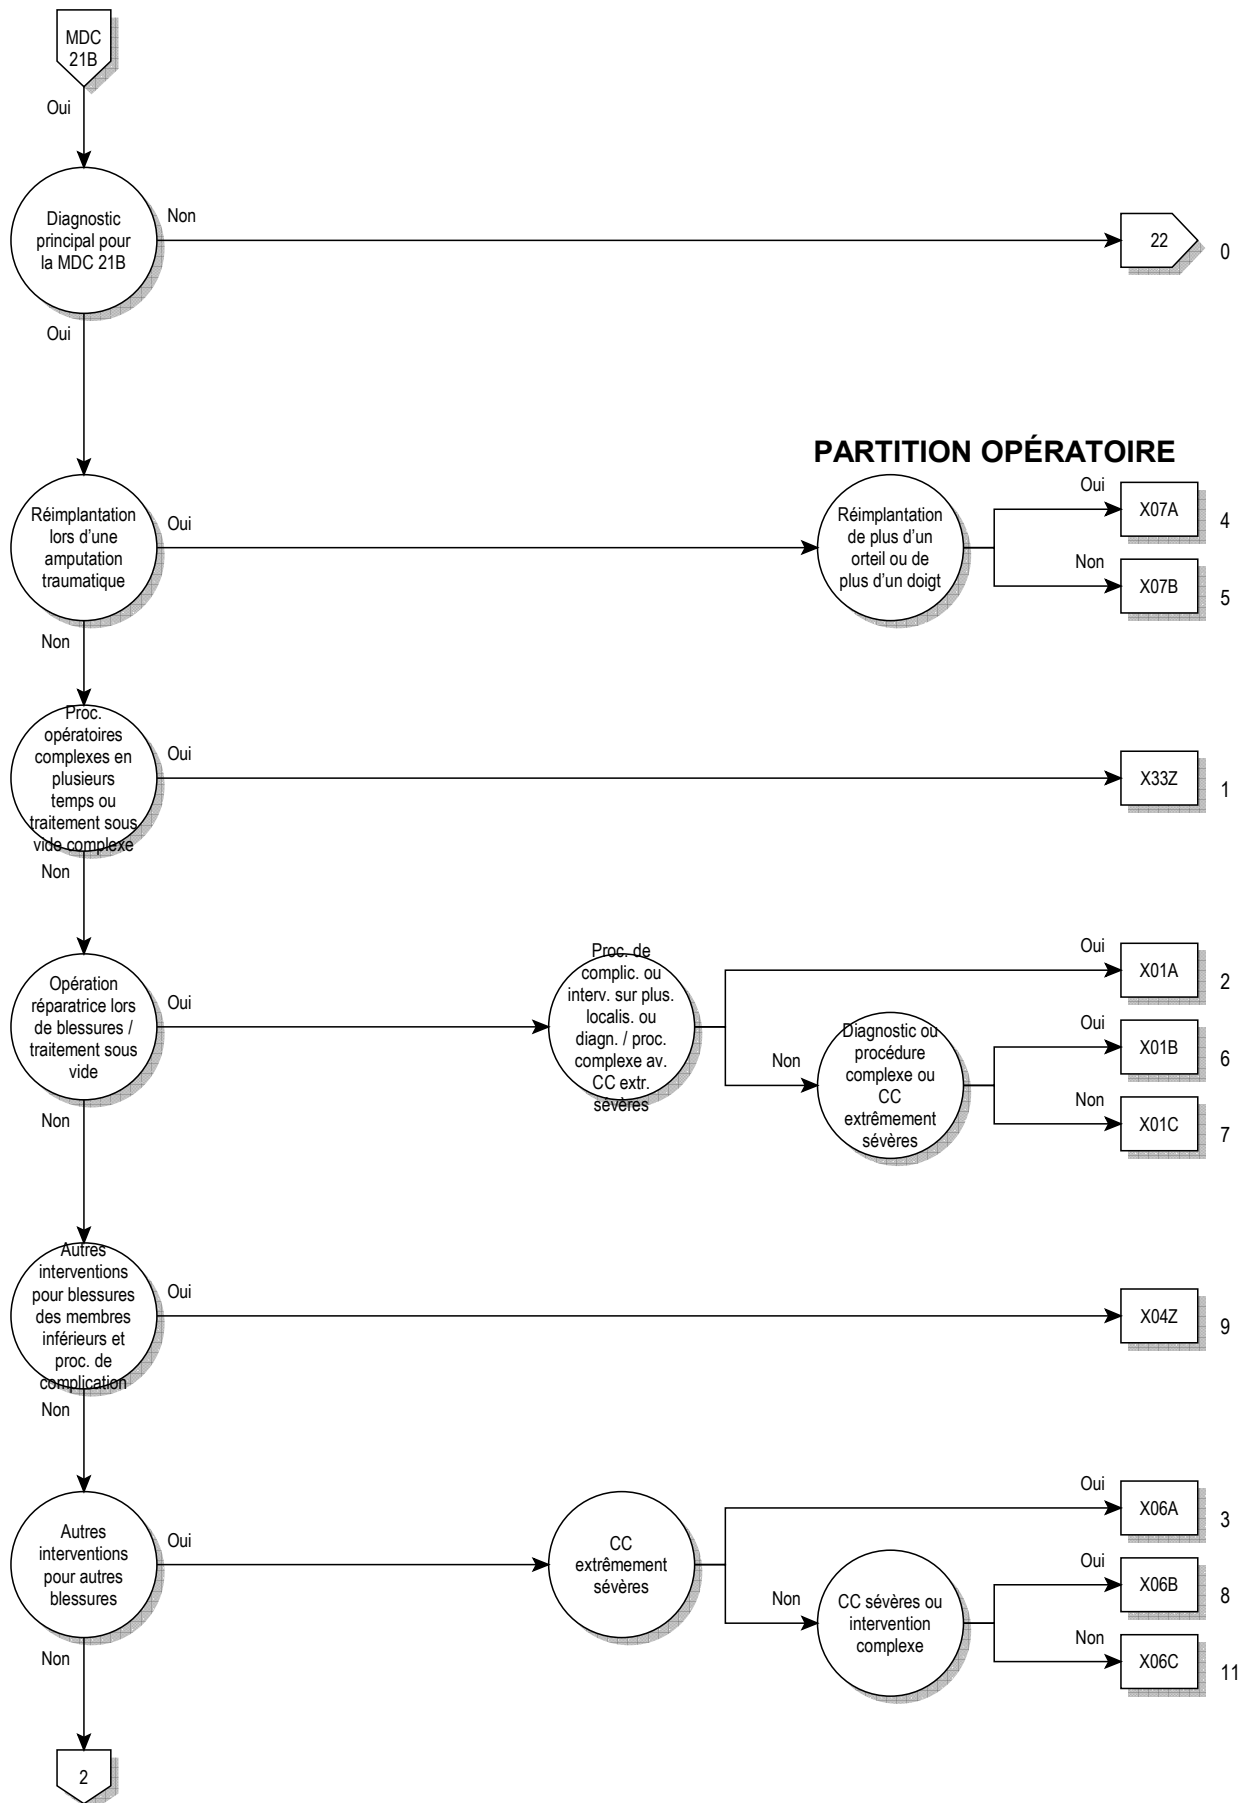 MDC
21B
Oui
Diagnostic
principal pour
la MDC 21B
Non
22
0
Oui
PARTITION OPÉRATOIRE
Réimplantation
lors d'une
amputation
traumatique
Oui
Réimplantation
de plus d'un
orteil ou de
plus d'un doigt
Oui
X07A
4
Non
X07B
5
Non
Proc.
opératoires
complexes en
plusieurs
temps ou
traitement sous
vide complexe
Oui
X33Z
1
Non
Opération
réparatrice lors
de blessures /
traitement sous
vide
Oui
Proc. de
complic. ou
interv. sur plus.
localis. ou
diagn. / proc.
complexe av.
CC extr.
sévères
Oui
X01A
2
Non
Diagnostic ou
procédure
complexe ou
CC
extrêmement
sévères
Oui
X01B
6
Non
X01C
7
Non
Autres
interventions
pour blessures
des membres
inférieurs et
proc. de
complication
Oui
X04Z
9
Non
Autres
interventions
pour autres
blessures
Oui
CC
extrêmement
sévères
Oui
X06A
3
Non
CC sévères ou
intervention
complexe
Oui
X06B
8
Non
X06C
11
Non
2